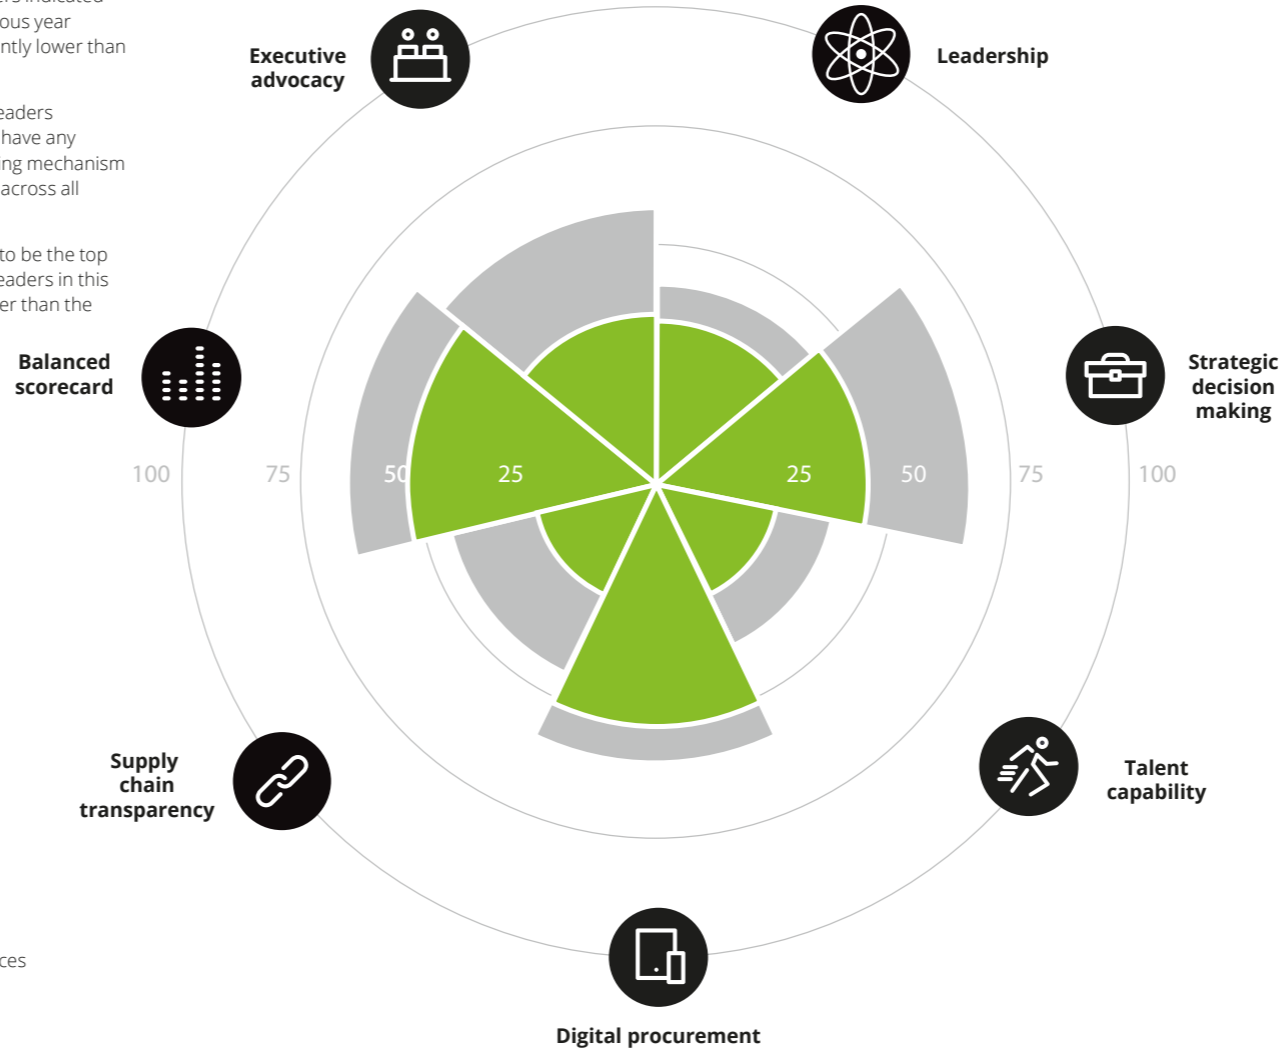 ous year
ntly lower than
eaders
have any
ing mechanism
across all
to be the top
eaders in this
er than the
ces
Executive
advocacy
Leadership
Balanced
scorecard
Strategic
decision
making
100
75
50
25
25
50
75
100
Supply
chain
transparency
Talent
capability
Digital procurement